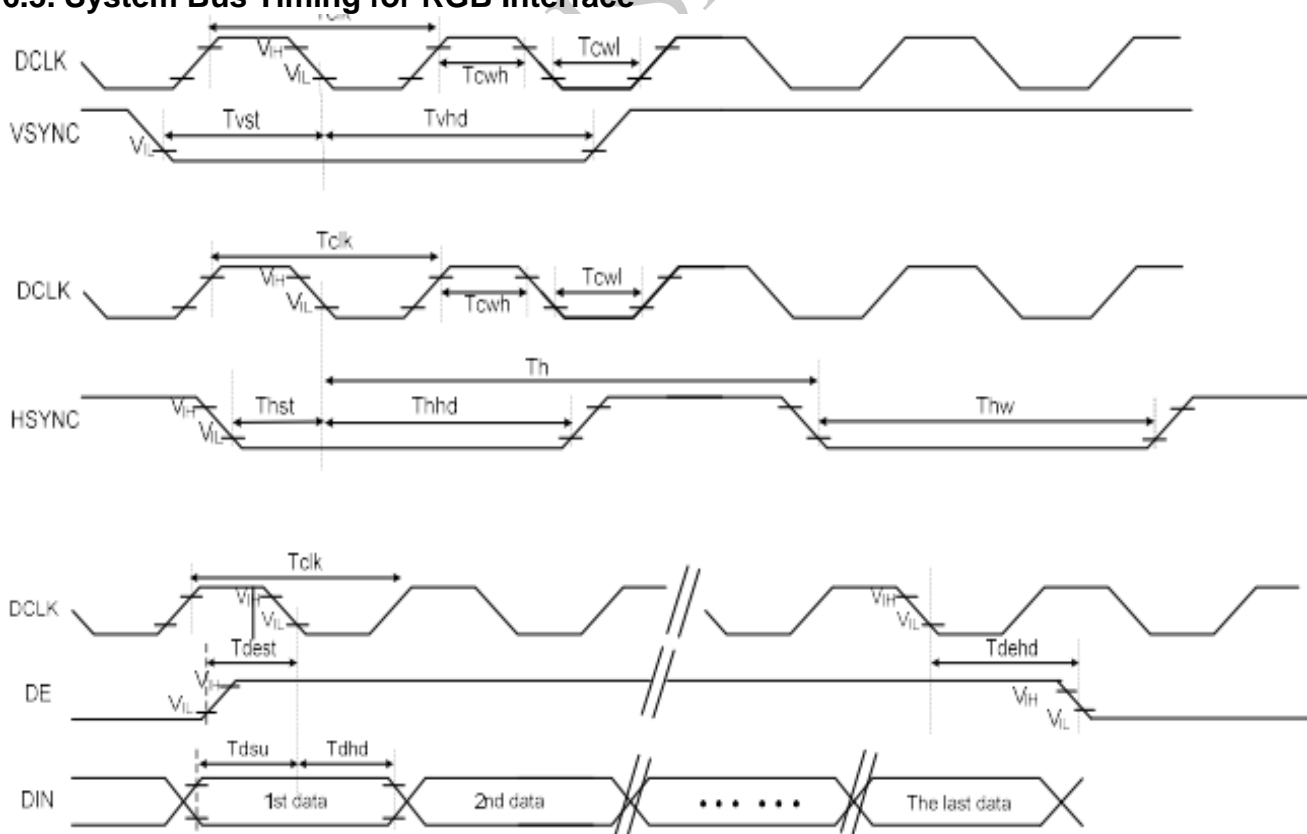 6.3. System Bus Timing for RGB Interface
Tclk
DCLK
VIH
VIL
Tcwh
Tcwl
VSYNC
VIL
Tvst
Tvhd
Tclk
DCLK
VIH
VIL
Tcwh
Tcwl
Th
HSYNC
VIH
VIL
Thst
Thhd
Thw
Tclk
DCLK
VIH
VIL
VIH
VIL
Tdest
Tdehd
DE
VIH
VIL
VIH
VIL
Tdsu
Tdhd
DIN
1st data
2nd data
• • • • • • •
The last data